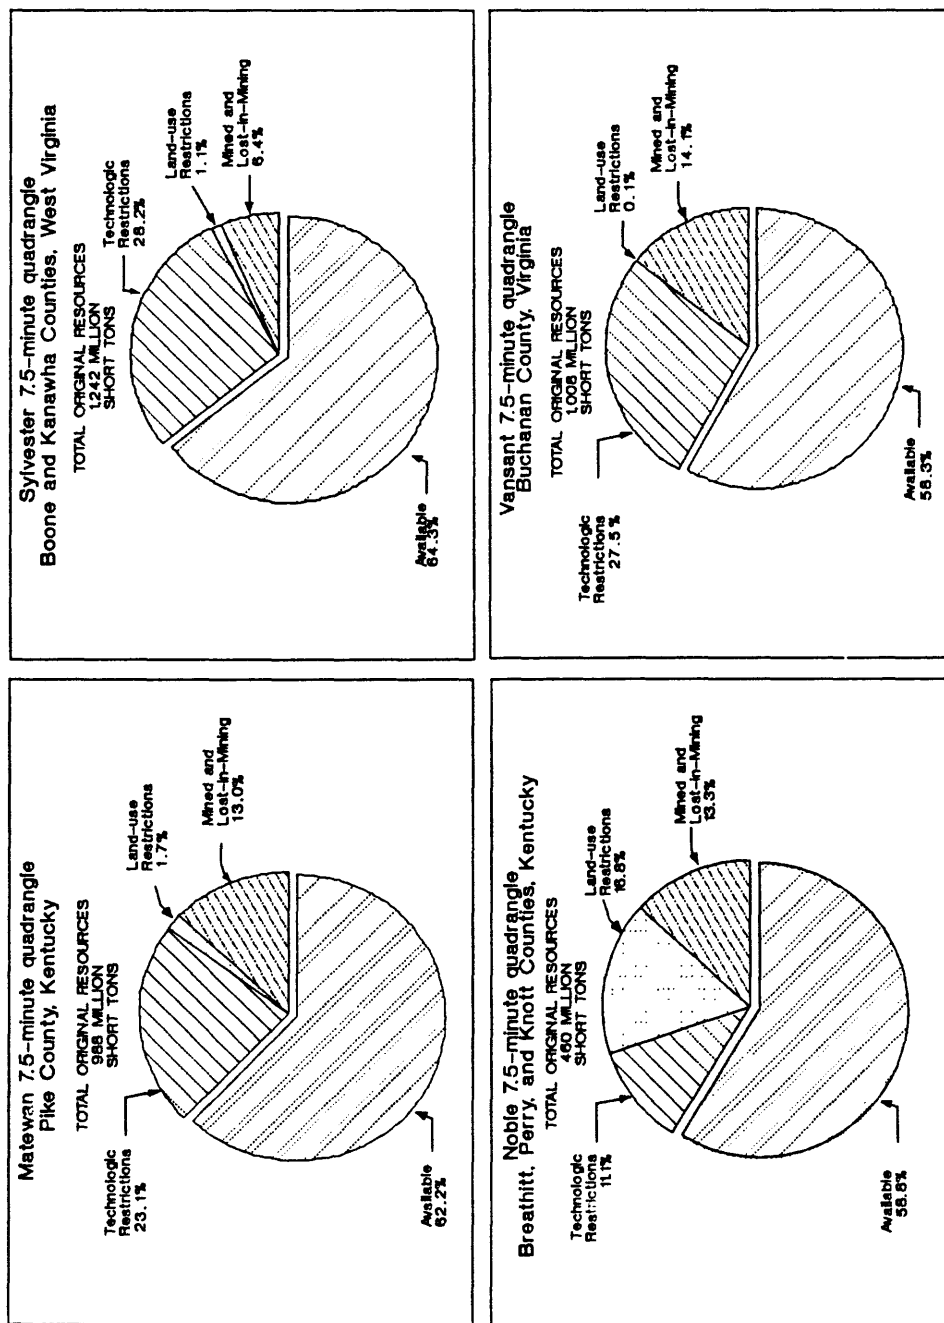 Matewan 7.5-minute quadrangle
Pike County, Kentucky
TOTAL ORIGINAL RESOURCES
988 MILLION
SHORT TONS
Technologic
Restrictions
23.1%
Land-use
Restrictions
1.7%
Mined and
Lost-in-Mining
13.0%
Available
62.2%
Sylvester 7.5-minute quadrangle
Boone and Kanawha Counties, West Virginia
TOTAL ORIGINAL RESOURCES
1,242 MILLION
SHORT TONS
Technologic
Restrictions
28.2%
Land-use
Restrictions
1.1%
Mined and
Lost-in-Mining
6.4%
Available
64.3%
Noble 7.5-minute quadrangle
Breathitt, Perry, and Knott Counties, Kentucky
TOTAL ORIGINAL RESOURCES
460 MILLION
SHORT TONS
Technologic
Restrictions
11.1%
Land-use
Restrictions
16.8%
Mined and
Lost-in-Mining
13.3%
Available
58.8%
Vansant 7.5-minute quadrangle
Buchanan County, Virginia
TOTAL ORIGINAL RESOURCES
1,008 MILLION
SHORT TONS
Technologic
Restrictions
27.5%
Land-use
Restrictions
0.1%
Mined and
Lost-in-Mining
14.1%
Available
58.3%